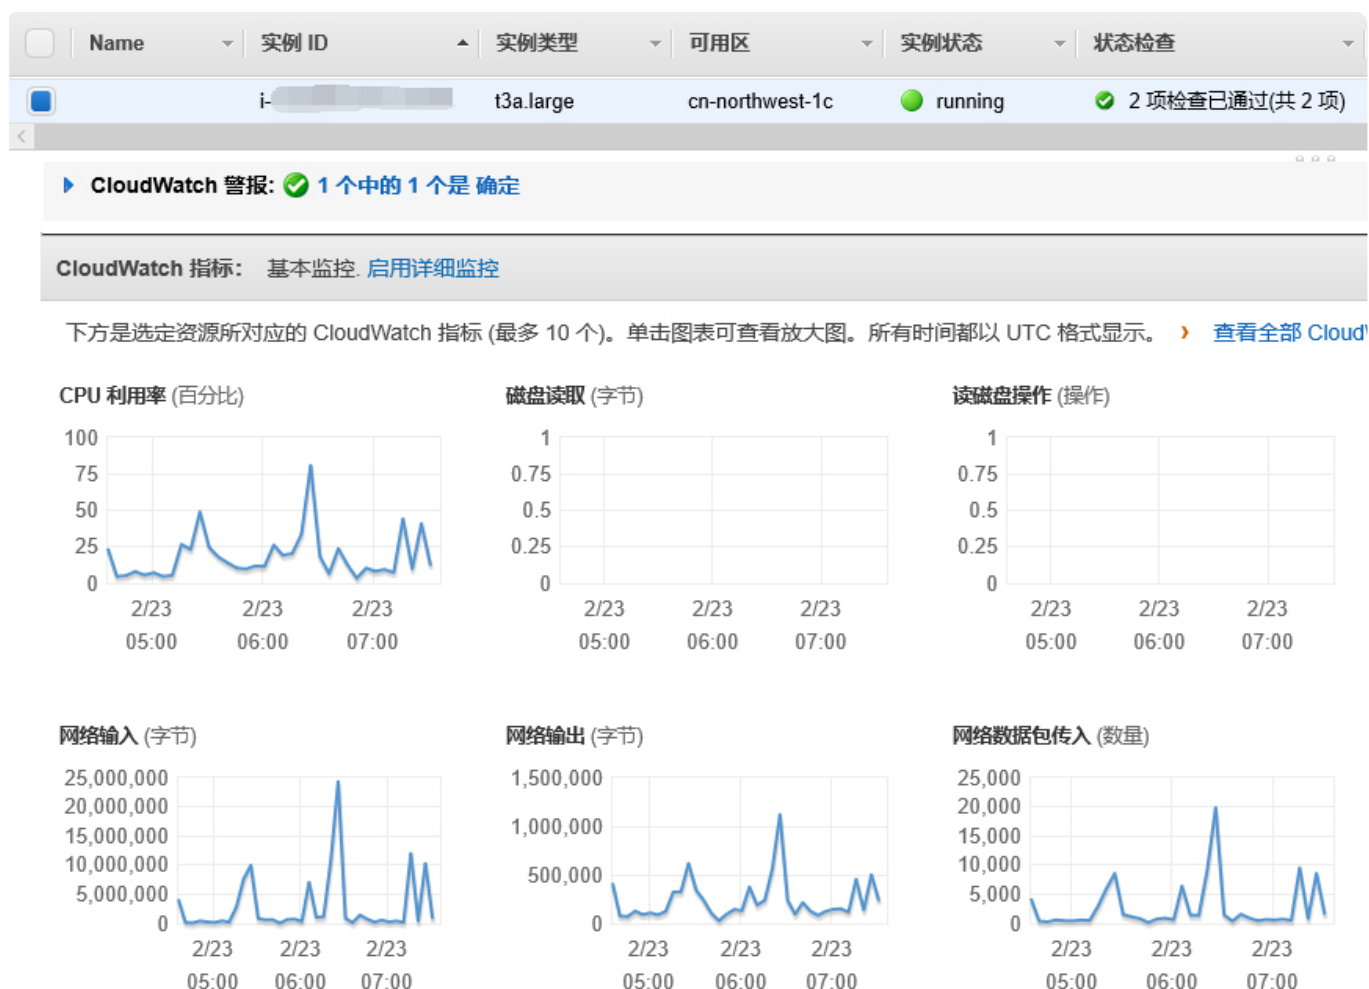 Name 实例 ID 实例类型 可用区 实例状态 状态检查
i- t3a.large cn-northwest-1c running 2 项检查已通过(共 2 项)
CloudWatch 警报: 1 个中的 1 个是 确定
CloudWatch 指标: 基本监控. 启用详细监控
下方是选定资源所对应的 CloudWatch 指标 (最多 10 个)。单击图表可查看放大图。所有时间都以 UTC 格式显示。 查看全部 Cloud
CPU 利用率 (百分比) 磁盘读取 (字节) 读磁盘操作 (操作)
100 1 1
75 0.75 0.75
50 0.5 0.5
25 0.25 0.25
0 0 0
2/23 2/23 2/23 2/23 2/23 2/23 2/23 2/23 2/23
05:00 06:00 07:00 05:00 06:00 07:00 05:00 06:00 07:00
网络输入 (字节) 网络输出 (字节) 网络数据包传入 (数量)
25,000,000 1,500,000 25,000
20,000,000 20,000
15,000,000 1,000,000 15,000
10,000,000 500,000 10,000
5,000,000 5,000
0 0 0
2/23 2/23 2/23 2/23 2/23 2/23 2/23 2/23 2/23
05:00 06:00 07:00 05:00 06:00 07:00 05:00 06:00 07:00